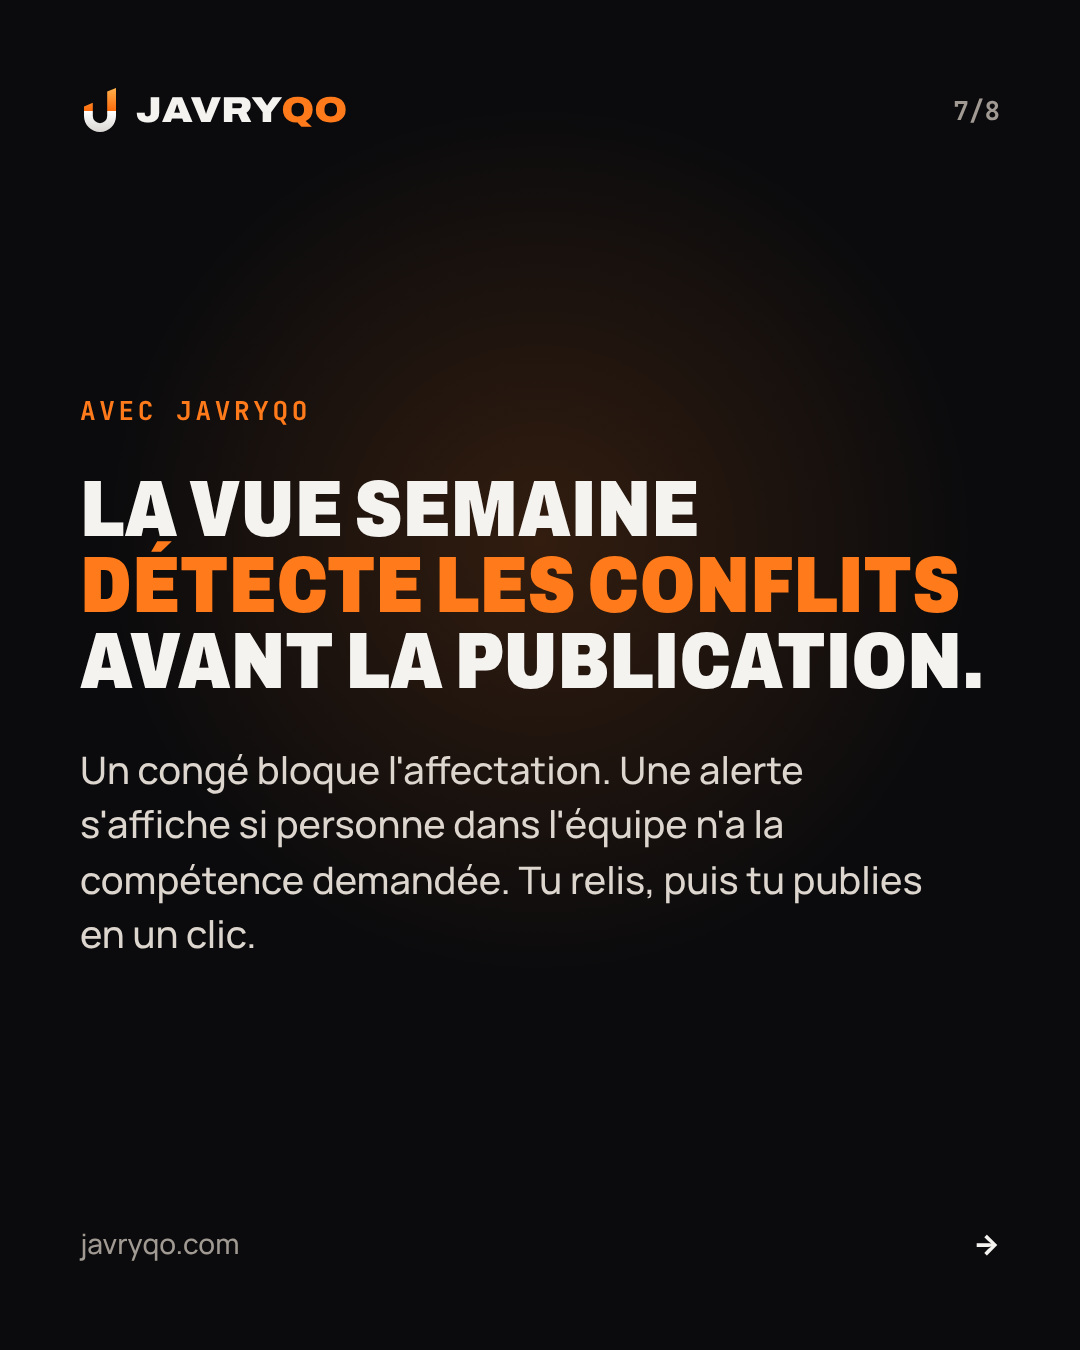 JAVRYQO
7/8
AVEC JAVRYQO
LA VUE SEMAINE
DÉTECTE LES CONFLITS
AVANT LA PUBLICATION.
Un congé bloque l'affectation. Une alerte
s'affiche si personne dans l'équipe n'a la
compétence demandée. Tu relis, puis tu publies
en un clic.
javryqo.com
→